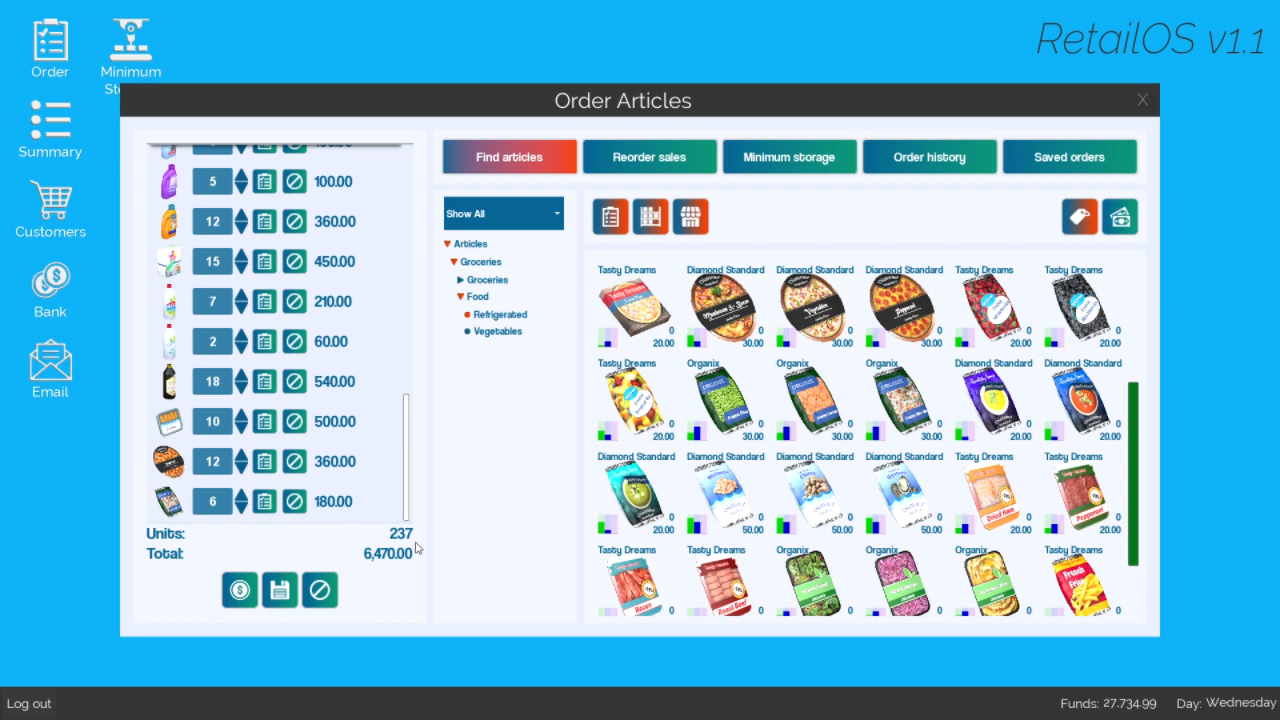 RetailOS v1.1
Order
Minimum
Summary
Customers
Bank
Email
Order Articles
X
5 100.00
12 360.00
15 450.00
7 210.00
2 60.00
18 540.00
10 500.00
12 360.00
6 180.00
Units: 237
Total: 6,470.00
Find articles
Reorder sales
Minimum storage
Order history
Saved orders
Show All
Articles
Groceries
Groceries
Food
Refrigerated
Vegetables
Tasty Dreams Diamond Standard Diamond Standard Diamond Standard Tasty Dreams Tasty Dreams
0 0 0 0 0 0
20.00 30.00 30.00 30.00 20.00 20.00
Tasty Dreams Organix Organix Organix Diamond Standard Diamond Standard
0 0 0 0 0 0
20.00 30.00 30.00 30.00 20.00 20.00
Diamond Standard Diamond Standard Diamond Standard Diamond Standard Tasty Dreams Tasty Dreams
Dried Ham Pepperoni
0 0 0 0 0 0
20.00 50.00 50.00 50.00 20.00 20.00
Tasty Dreams Tasty Dreams Organix Organix Organix Tasty Dreams
French Fries
Bacon Roast Beef
0 0 0 0 0 0
Log out
Funds: 27,734.99
Day: Wednesday